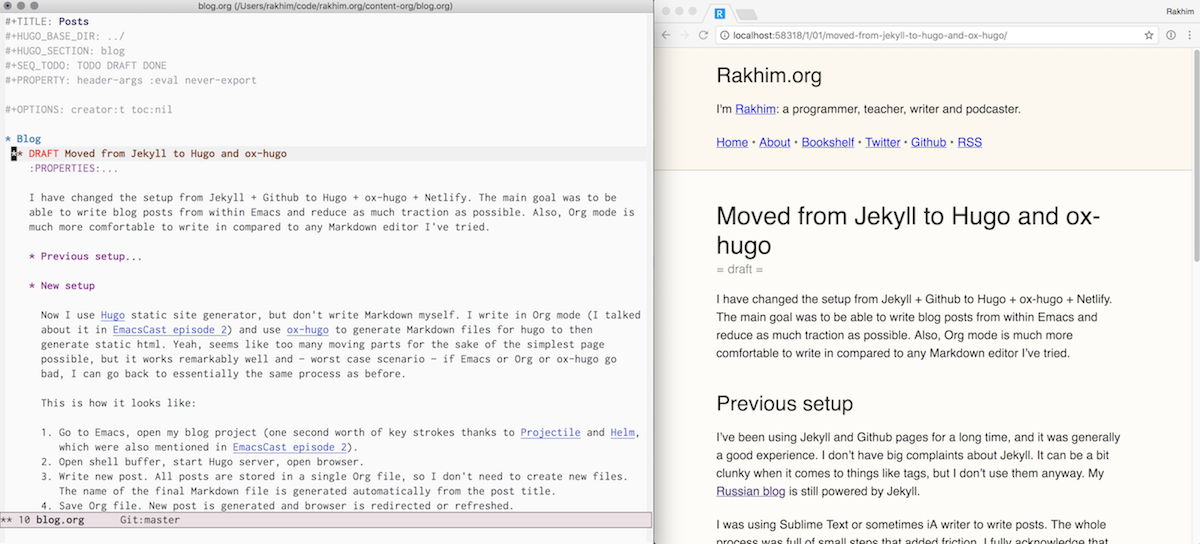 blog.org (/Users/rakhim/code/rakhim.org/content-org/blog.org)
#+TITLE: Posts
#+HUGO_BASE_DIR: ../
#+HUGO_SECTION: blog
#+SEQ_TODO: TODO DRAFT DONE
#+PROPERTY: header-args :eval never-export
#+OPTIONS: creator:t toc:nil
* Blog
** DRAFT Moved from Jekyll to Hugo and ox-hugo
:PROPERTIES:...
I have changed the setup from Jekyll + Github to Hugo + ox-hugo + Netlify. The main goal was to be
able to write blog posts from within Emacs and reduce as much traction as possible. Also, Org mode is
much more comfortable to write in compared to any Markdown editor I've tried.
* Previous setup...
* New setup
Now I use Hugo static site generator, but don't write Markdown myself. I write in Org mode (I talked
about it in EmacsCast episode 2) and use ox-hugo to generate Markdown files for hugo to then
generate static html. Yeah, seems like too many moving parts for the sake of the simplest page
possible, but it works remarkably well and — worst case scenario — if Emacs or Org or ox-hugo go
bad, I can go back to essentially the same process as before.
This is how it looks like:
1. Go to Emacs, open my blog project (one second worth of key strokes thanks to Projectile and Helm,
which were also mentioned in EmacsCast episode 2).
2. Open shell buffer, start Hugo server, open browser.
3. Write new post. All posts are stored in a single Org file, so I don't need to create new files.
The name of the final Markdown file is generated automatically from the post title.
4. Save Org file. New post is generated and browser is redirected or refreshed.
** 10 blog.org Git:master
R
Rakhim
localhost:58318/1/01/moved-from-jekyll-to-hugo-and-ox-hugo/
Rakhim.org
I'm Rakhim: a programmer, teacher, writer and podcaster.
Home • About • Bookshelf • Twitter • Github • RSS
Moved from Jekyll to Hugo and ox-
hugo
= draft =
I have changed the setup from Jekyll + Github to Hugo + ox-hugo + Netlify.
The main goal was to be able to write blog posts from within Emacs and
reduce as much traction as possible. Also, Org mode is much more
comfortable to write in compared to any Markdown editor I've tried.
Previous setup
I've been using Jekyll and Github pages for a long time, and it was generally
a good experience. I don't have big complaints about Jekyll. It can be a bit
clunky when it comes to things like tags, but I don't use them anyway. My
Russian blog is still powered by Jekyll.
I was using Sublime Text or sometimes iA writer to write posts. The whole
process was full of small steps that added friction. I fully acknowledge that